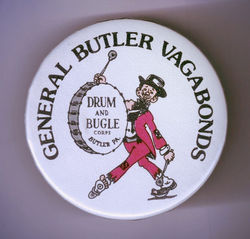 GENERAL BUTLER VAGABONDS
DRUM
AND
BUGLE
CORPS
BUTLER PA.